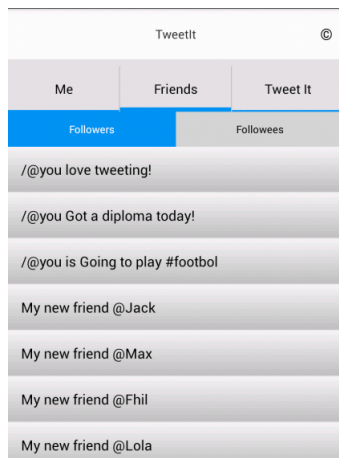 TweetIt ©
Me Friends Tweet It
Followers Followees
/@you love tweeting!
/@you Got a diploma today!
/@you is Going to play #footbol
My new friend @Jack
My new friend @Max
My new friend @Fhil
My new friend @Lola